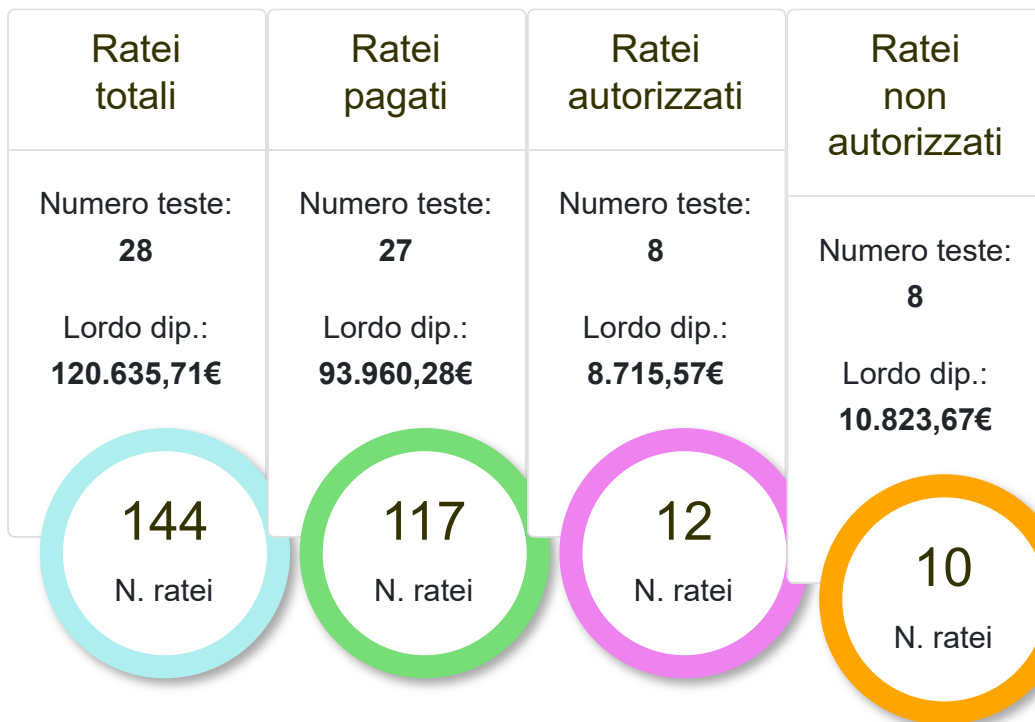 Ratei
totali
Numero teste:
28
Lordo dip.:
120.635,71€
144
N. ratei
Ratei
pagati
Numero teste:
27
Lordo dip.:
93.960,28€
117
N. ratei
Ratei
autorizzati
Numero teste:
8
Lordo dip.:
8.715,57€
12
N. ratei
Ratei
non
autorizzati
Numero teste:
8
Lordo dip.:
10.823,67€
10
N. ratei